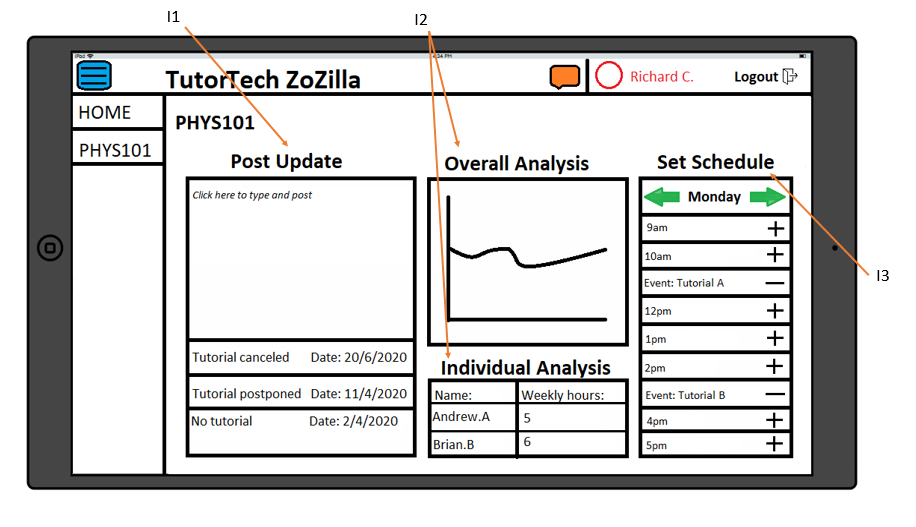 I1
I2
iPod
4:34 PM
TutorTech ZoZilla
Richard C.
Logout
HOME
PHYS101
PHYS101
Post Update
Click here to type and post
Tutorial canceled Date: 20/6/2020
Tutorial postponed Date: 11/4/2020
No tutorial Date: 2/4/2020
Overall Analysis
Individual Analysis
Name: Weekly hours:
Andrew.A 5
Brian.B 6
Set Schedule
Monday
9am
10am
Event: Tutorial A
12pm
1pm
2pm
Event: Tutorial B
4pm
5pm
I3